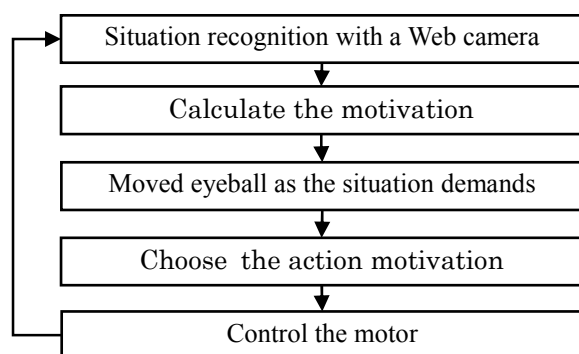 Situation recognition with a Web camera
Calculate the motivation
Moved eyeball as the situation demands
Choose the action motivation
Control the motor